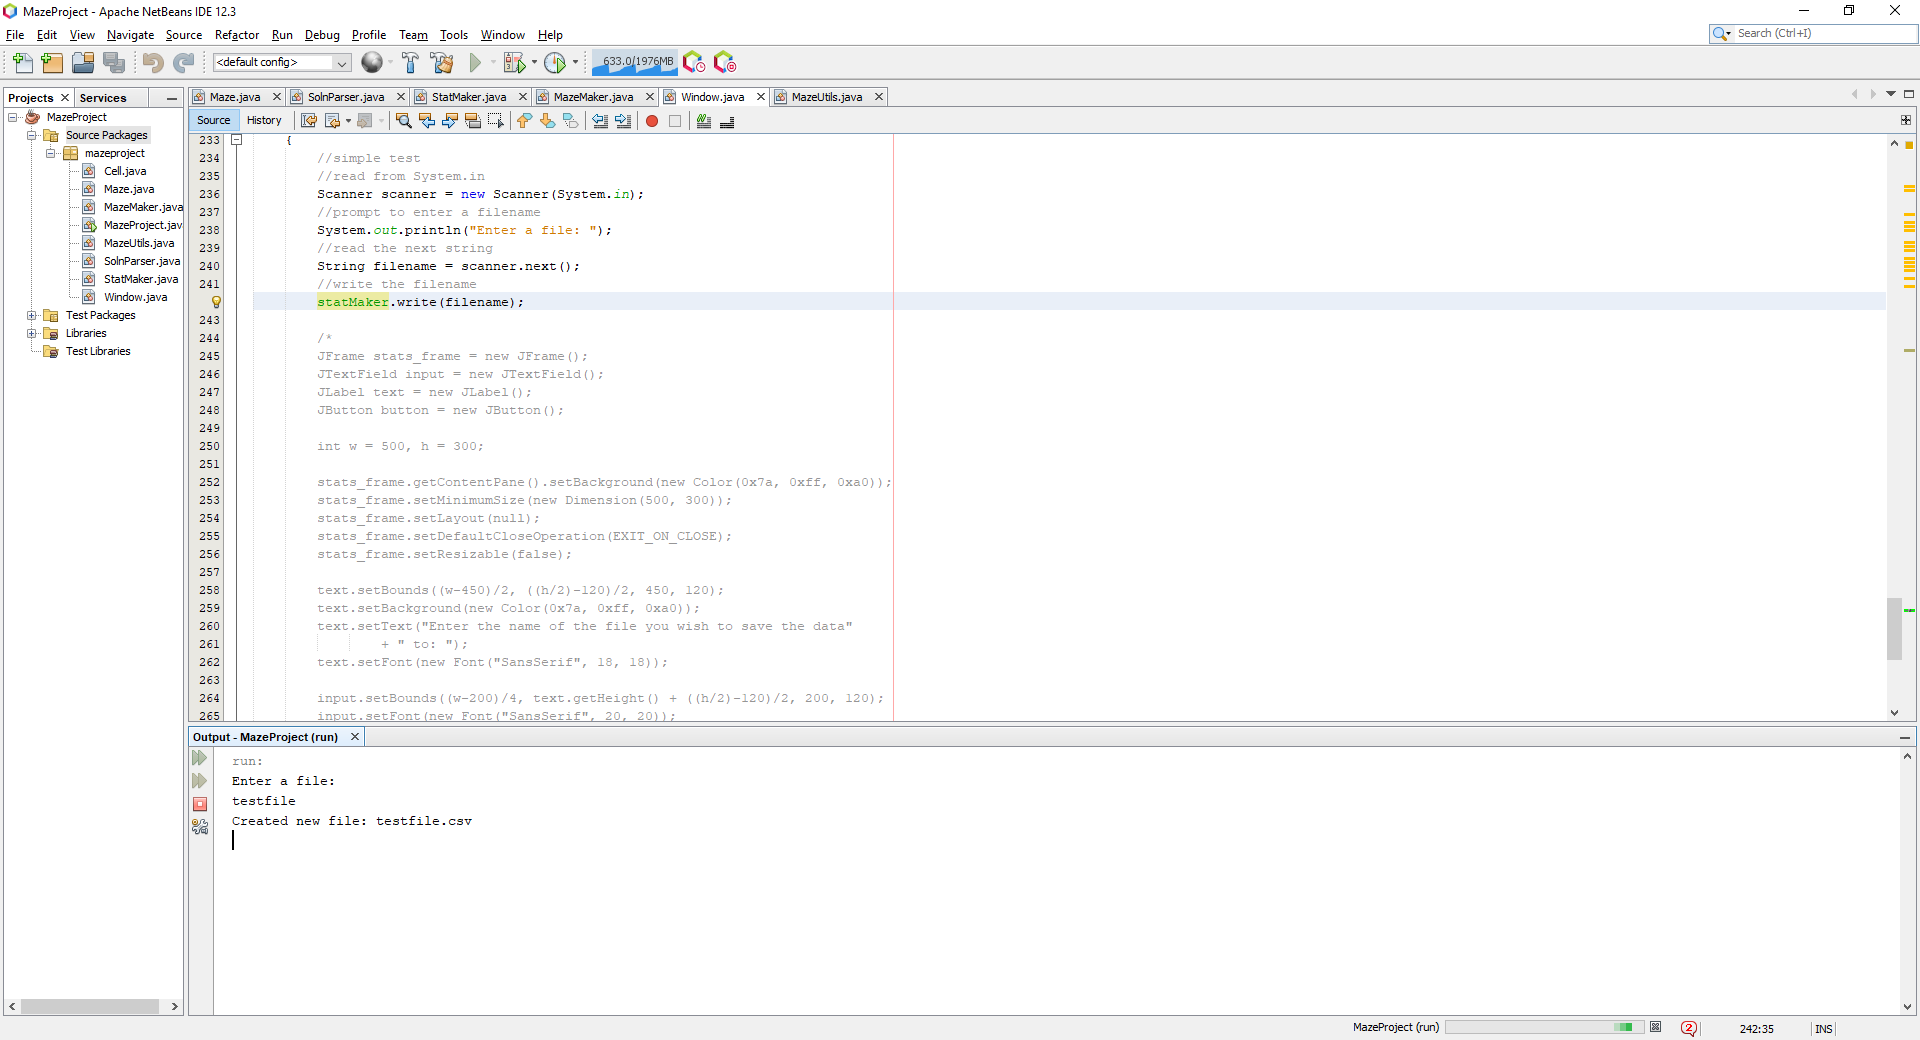 MazeProject - Apache NetBeans IDE 12.3
File Edit View Navigate Source Refactor Run Debug Profile Team Tools Window Help
Search (Ctrl+I)
<default config>
633.0/1976MB
Projects
Services
MazeProject
Source Packages
mazeproject
Cell.java
Maze.java
MazeMaker.java
MazeProject.jav
MazeUtils.java
SolnParser.java
StatMaker.java
Window.java
Test Packages
Libraries
Test Libraries
Maze.java SolnParser.java StatMaker.java MazeMaker.java Window.java MazeUtils.java
Source History
233 {
234 //simple test
235 //read from System.in
236 Scanner scanner = new Scanner(System.in);
237 //prompt to enter a filename
238 System.out.println("Enter a file: ");
239 //read the next string
240 String filename = scanner.next();
241 //write the filename
statMaker.write(filename);
243
244 /*
245 JFrame stats_frame = new JFrame();
246 JTextField input = new JTextField();
247 JLabel text = new JLabel();
248 JButton button = new JButton();
249
250 int w = 500, h = 300;
251
252 stats_frame.getContentPane().setBackground(new Color(0x7a, 0xff, 0xa0));
253 stats_frame.setMinimumSize(new Dimension(500, 300));
254 stats_frame.setLayout(null);
255 stats_frame.setDefaultCloseOperation(EXIT_ON_CLOSE);
256 stats_frame.setResizable(false);
257
258 text.setBounds((w-450)/2, ((h/2)-120)/2, 450, 120);
259 text.setBackground(new Color(0x7a, 0xff, 0xa0));
260 text.setText("Enter the name of the file you wish to save the data"
261 + " to: ");
262 text.setFont(new Font("SansSerif", 18, 18));
263
264 input.setBounds((w-200)/4, text.getHeight() + ((h/2)-120)/2, 200, 120);
265 input.setFont(new Font("SansSerif", 20, 20));
Output - MazeProject (run)
run:
Enter a file:
testfile
Created new file: testfile.csv
MazeProject (run)
2
242:35
INS